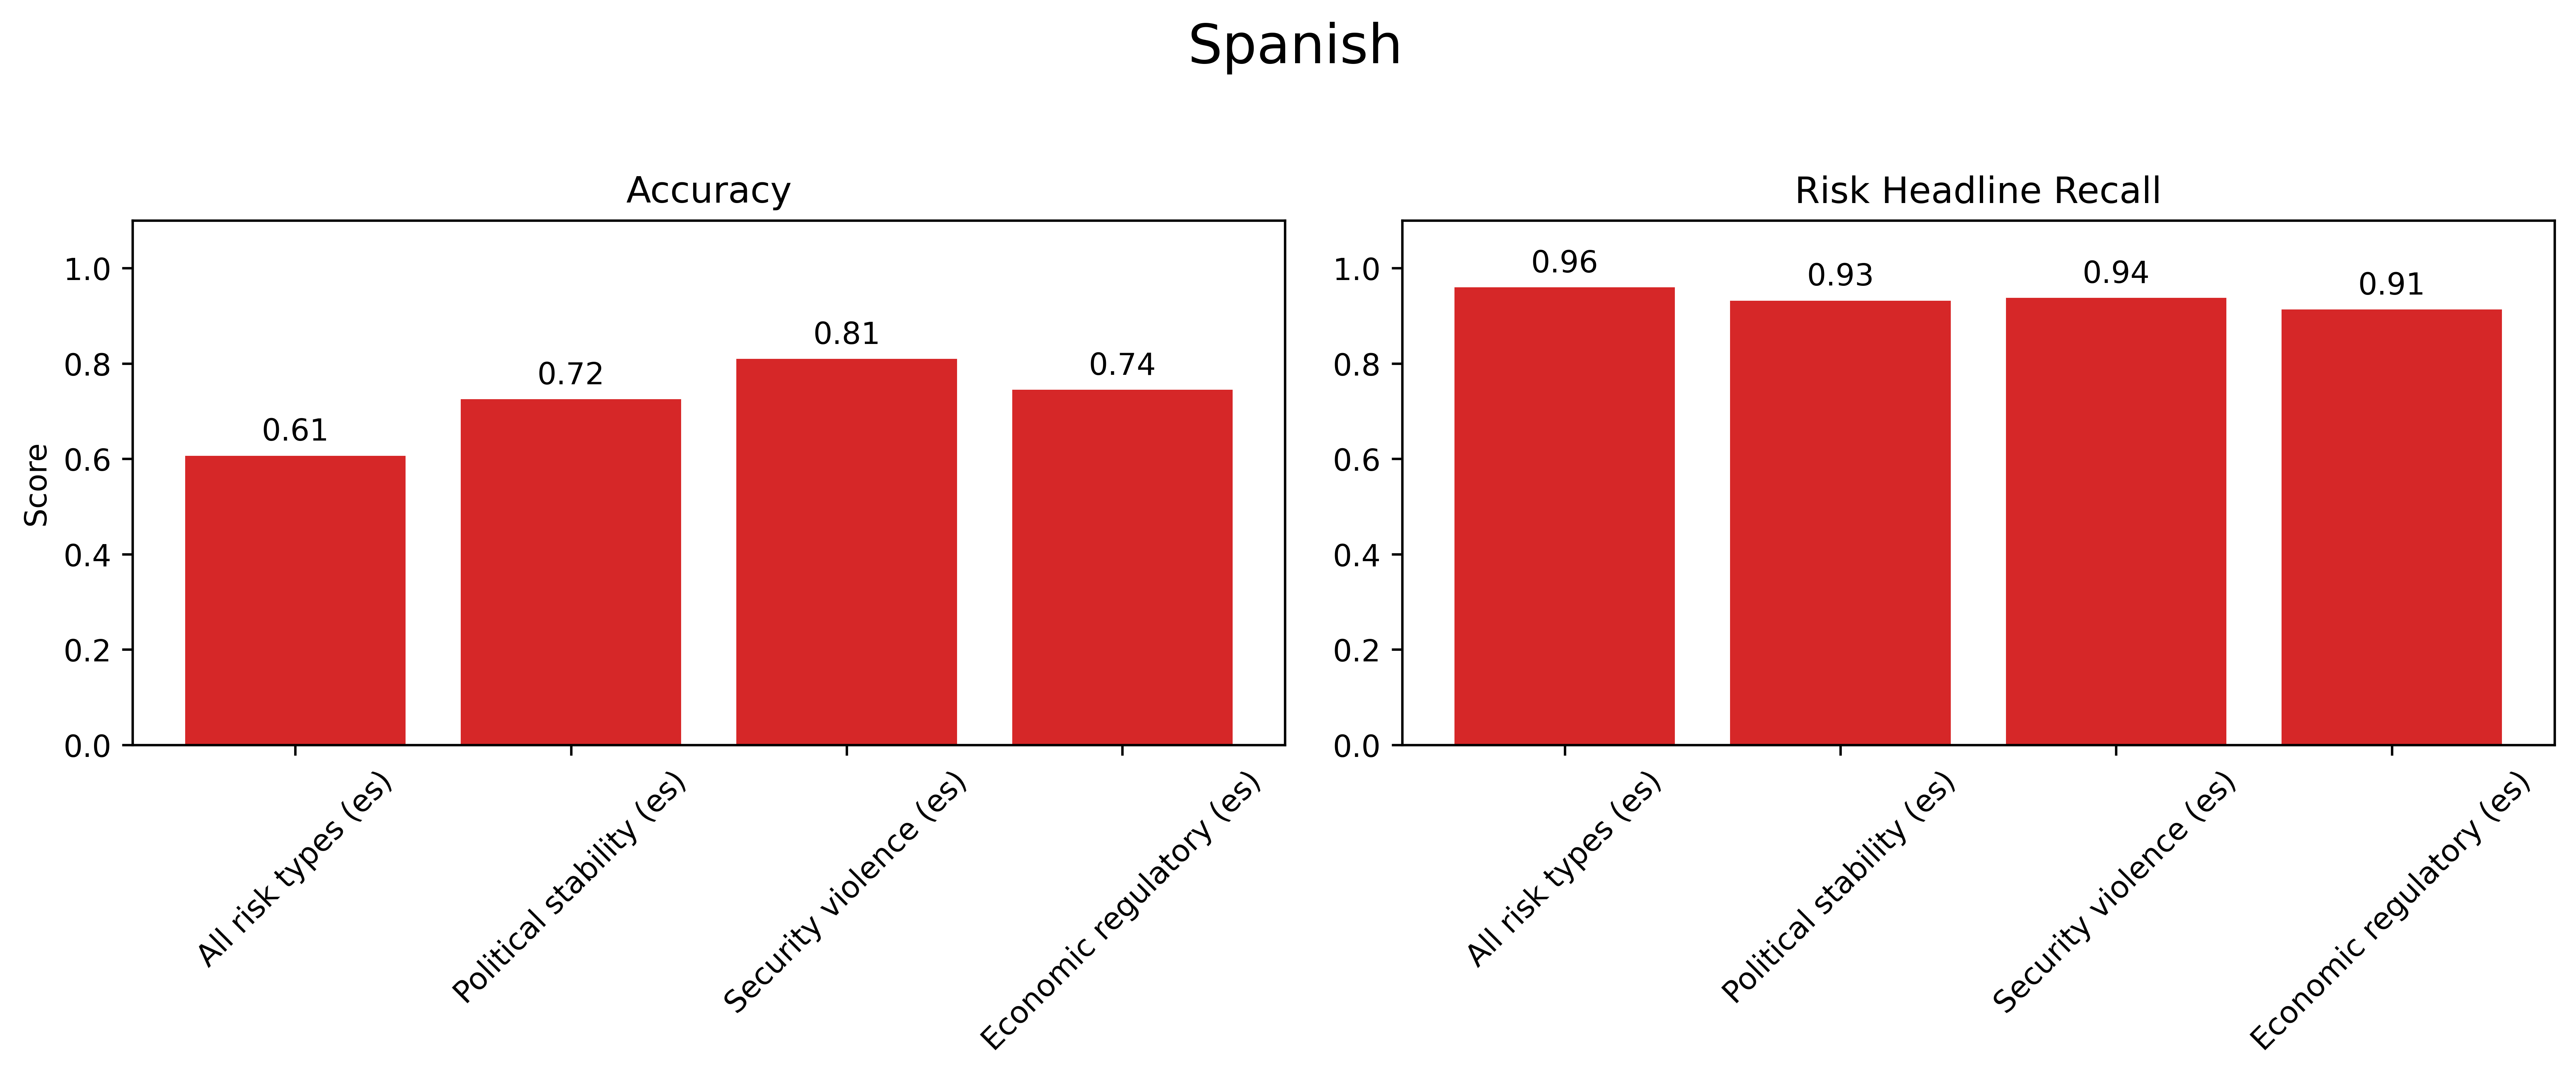 Spanish
Accuracy
Score
1.0
0.8
0.6
0.4
0.2
0.0
0.61
0.72
0.81
0.74
All risk types (es)
Political stability (es)
Security violence (es)
Economic regulatory (es)
Risk Headline Recall
1.0
0.8
0.6
0.4
0.2
0.0
0.96
0.93
0.94
0.91
All risk types (es)
Political stability (es)
Security violence (es)
Economic regulatory (es)